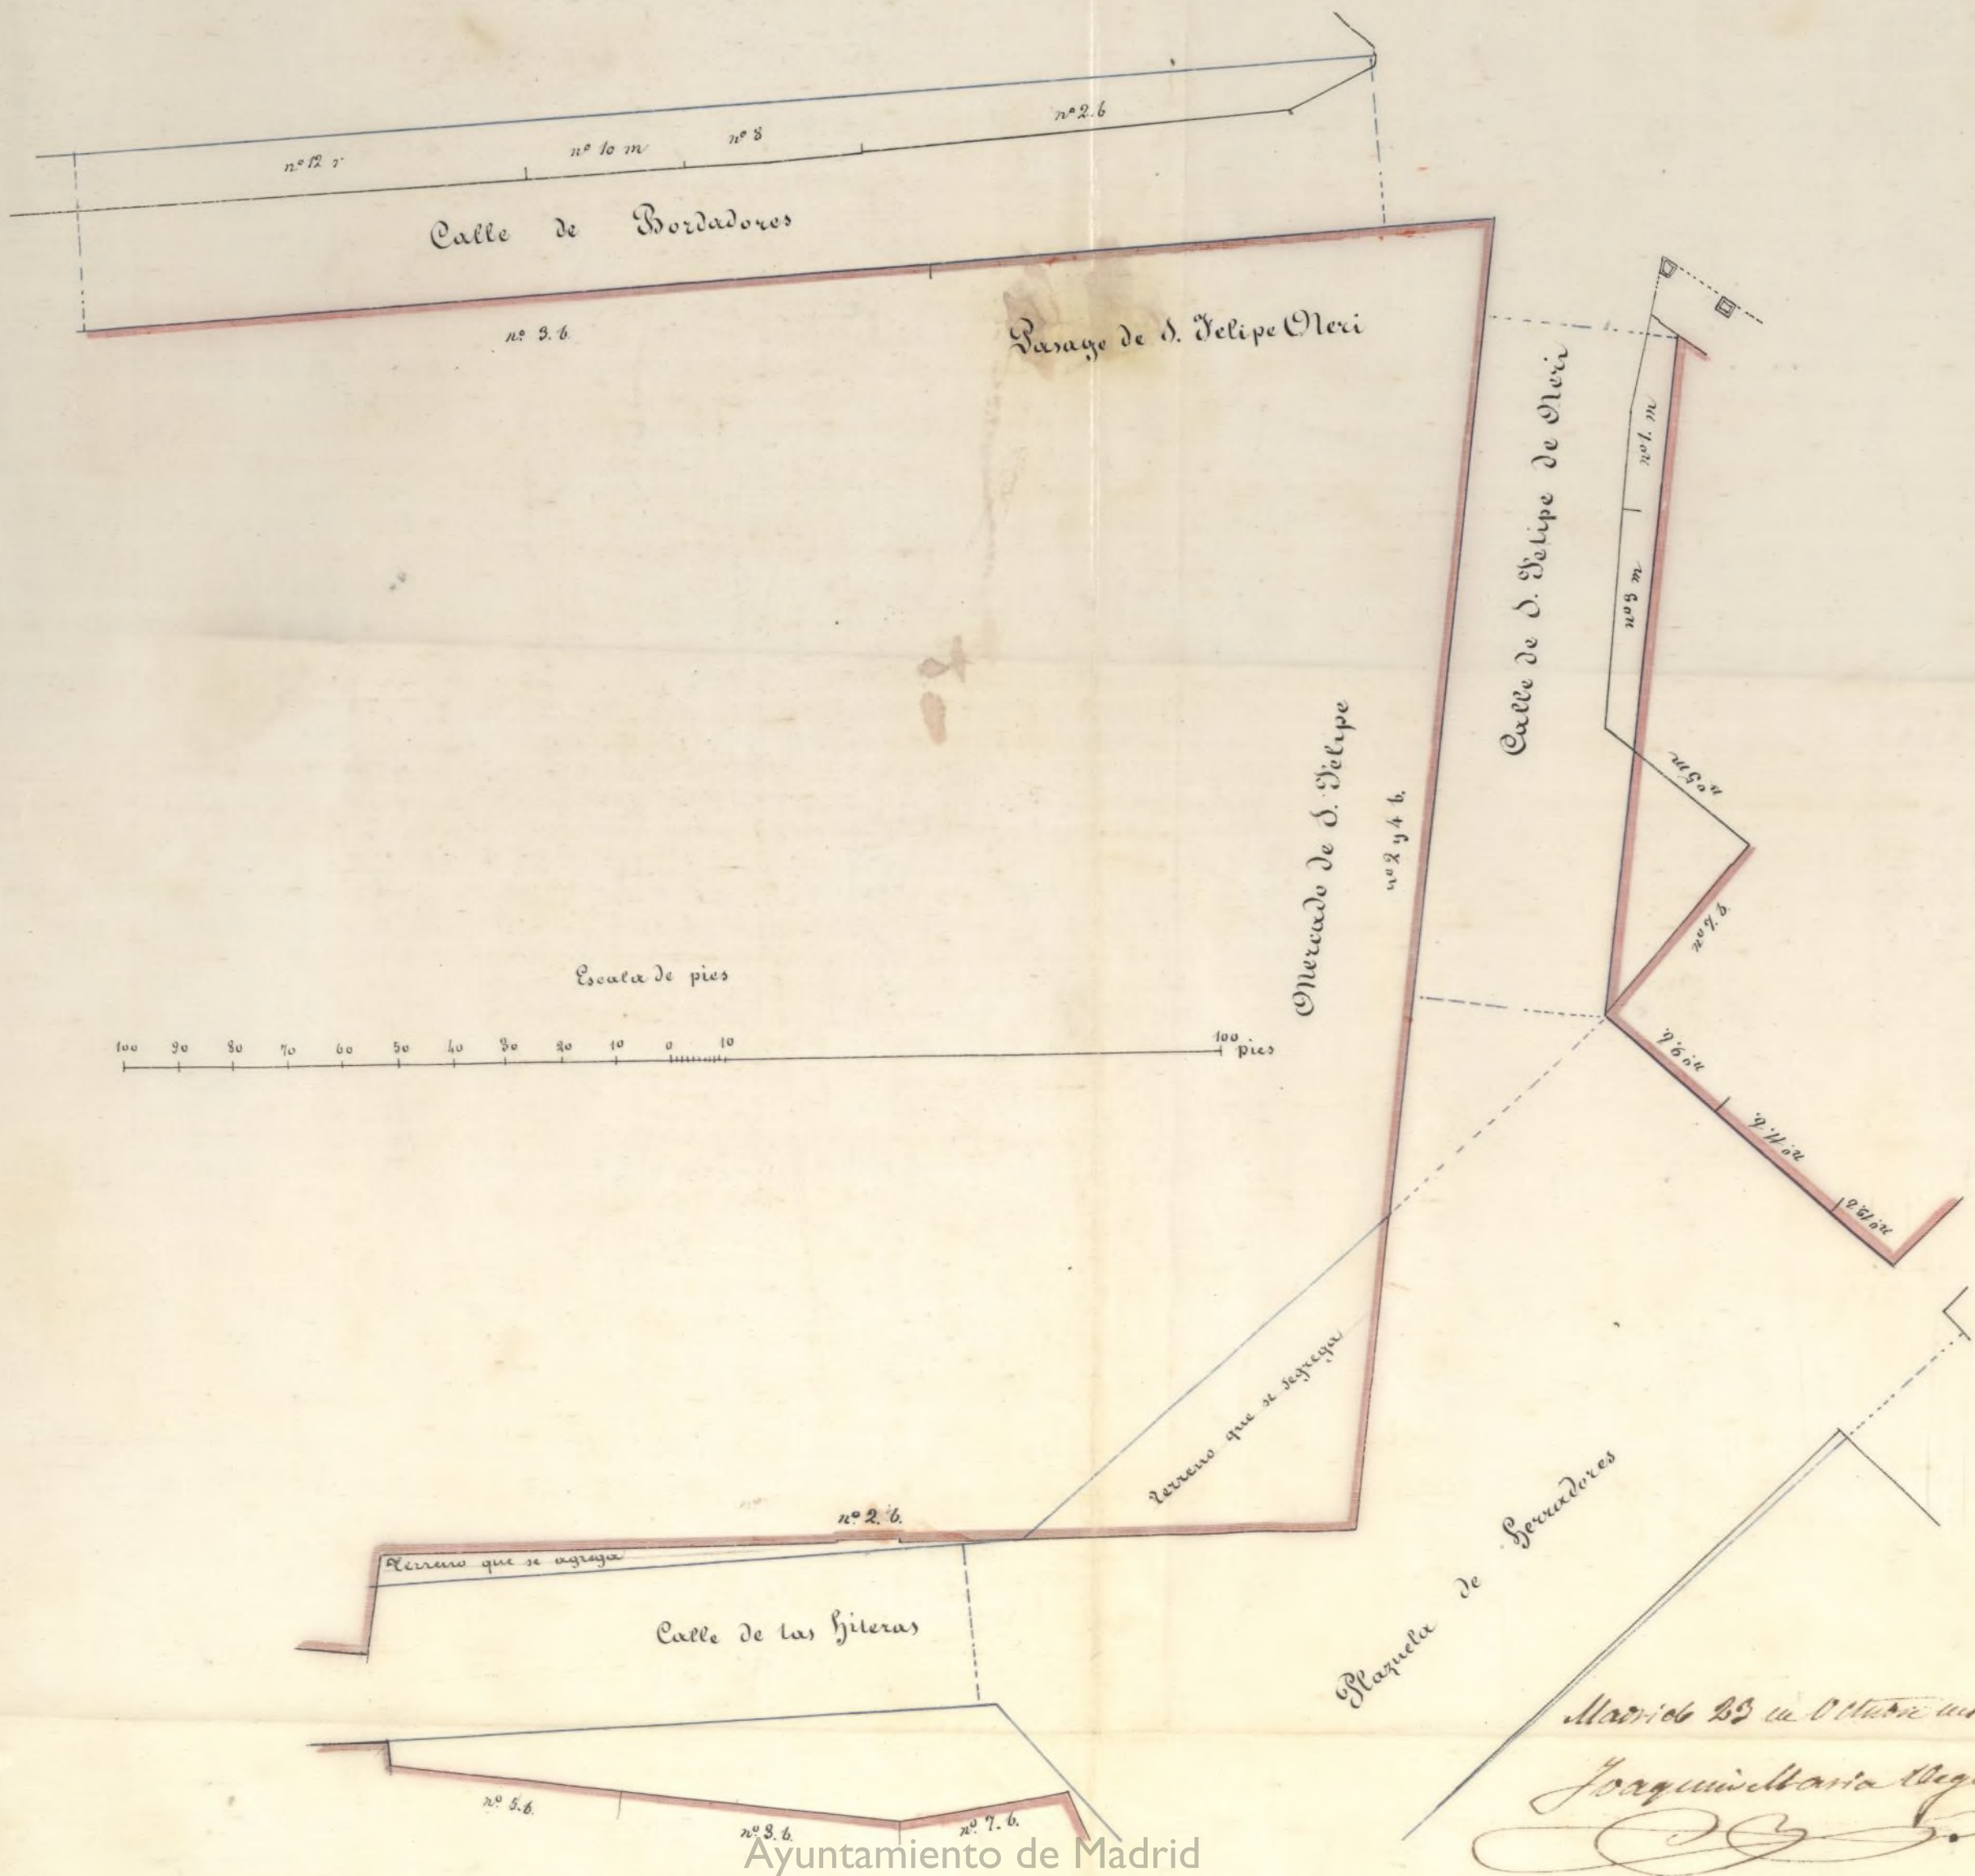 nº 12 r
nº 10 m
nº 8
nº 2. b
Calle de Bordadores
nº 3. b.
Pasage de S. Felipe Neri
Calle de S. Felipe de Neri
nº 1. m
nº 3 m
nº 5 m
nº 7. b.
nº 9. b.
nº 11. b.
nº 13.
Mercado de S. Felipe
nº 2 y 4 b.
Escala de pies
100 90 80 70 60 50 40 30 20 10 0 10 100 pies
Terreno que se segrega
nº 2. b.
Terreno que se agrega
Calle de las Hileras
Plazuela de Herradores
nº 5. b.
nº 3. b.
nº 7. b.
Madrid 23 de Octubre
Joaquin Maria
Ayuntamiento de Madrid